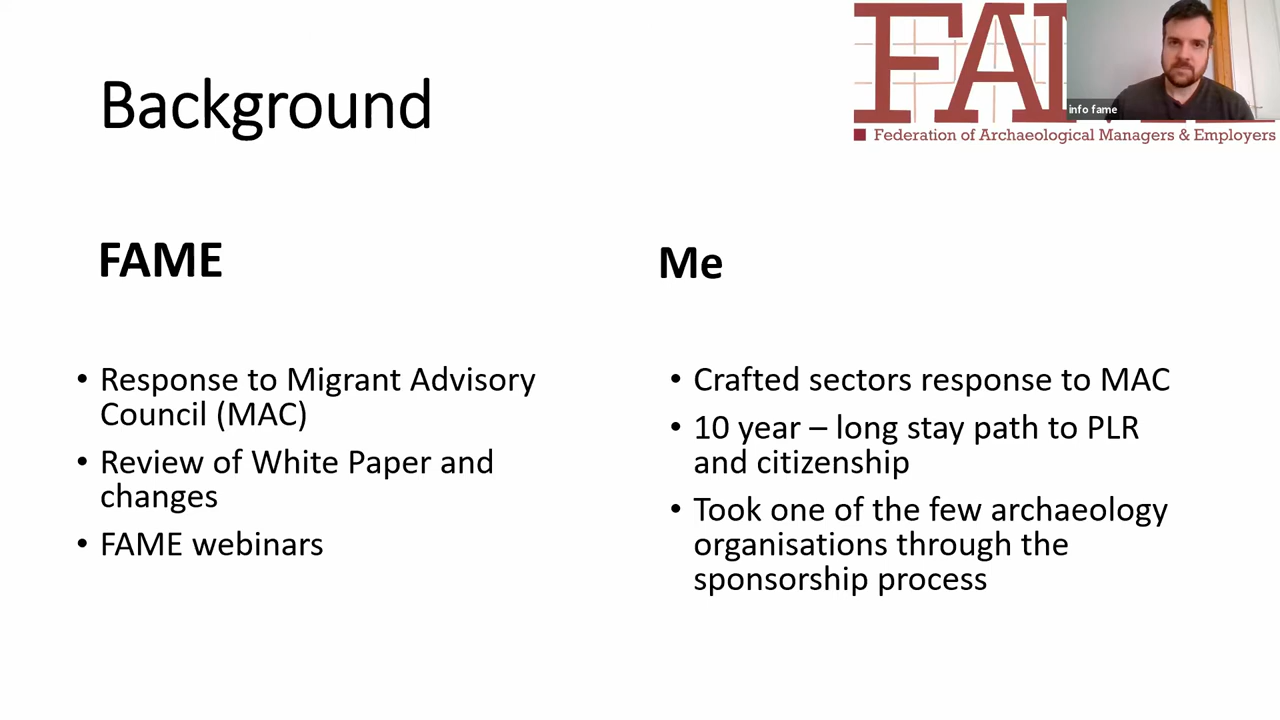 Background
FAM
info fame
Federation of Archaeological Managers & Employers
FAME
• Response to Migrant Advisory
Council (MAC)
• Review of White Paper and
changes
• FAME webinars
Me
• Crafted sectors response to MAC
• 10 year – long stay path to PLR
and citizenship
• Took one of the few archaeology
organisations through the
sponsorship process